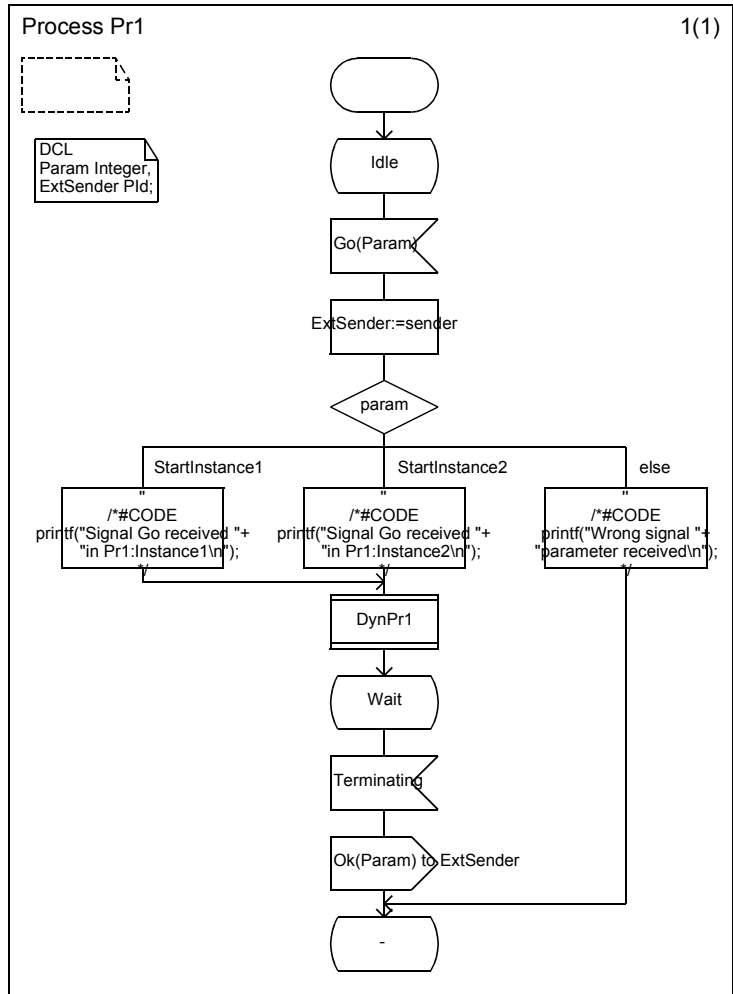 Process Pr1
1(1)
DCL
Param Integer,
ExtSender PId;
Idle
Go(Param)
ExtSender:=sender
param
StartInstance1
StartInstance2
else
''
/*#CODE
printf("Signal Go received "+
"in Pr1:Instance1\n");
*/
''
/*#CODE
printf("Signal Go received "+
"in Pr1:Instance2\n");
*/
''
/*#CODE
printf("Wrong signal "+
"parameter received\n");
*/
DynPr1
Wait
Terminating
Ok(Param) to ExtSender
-